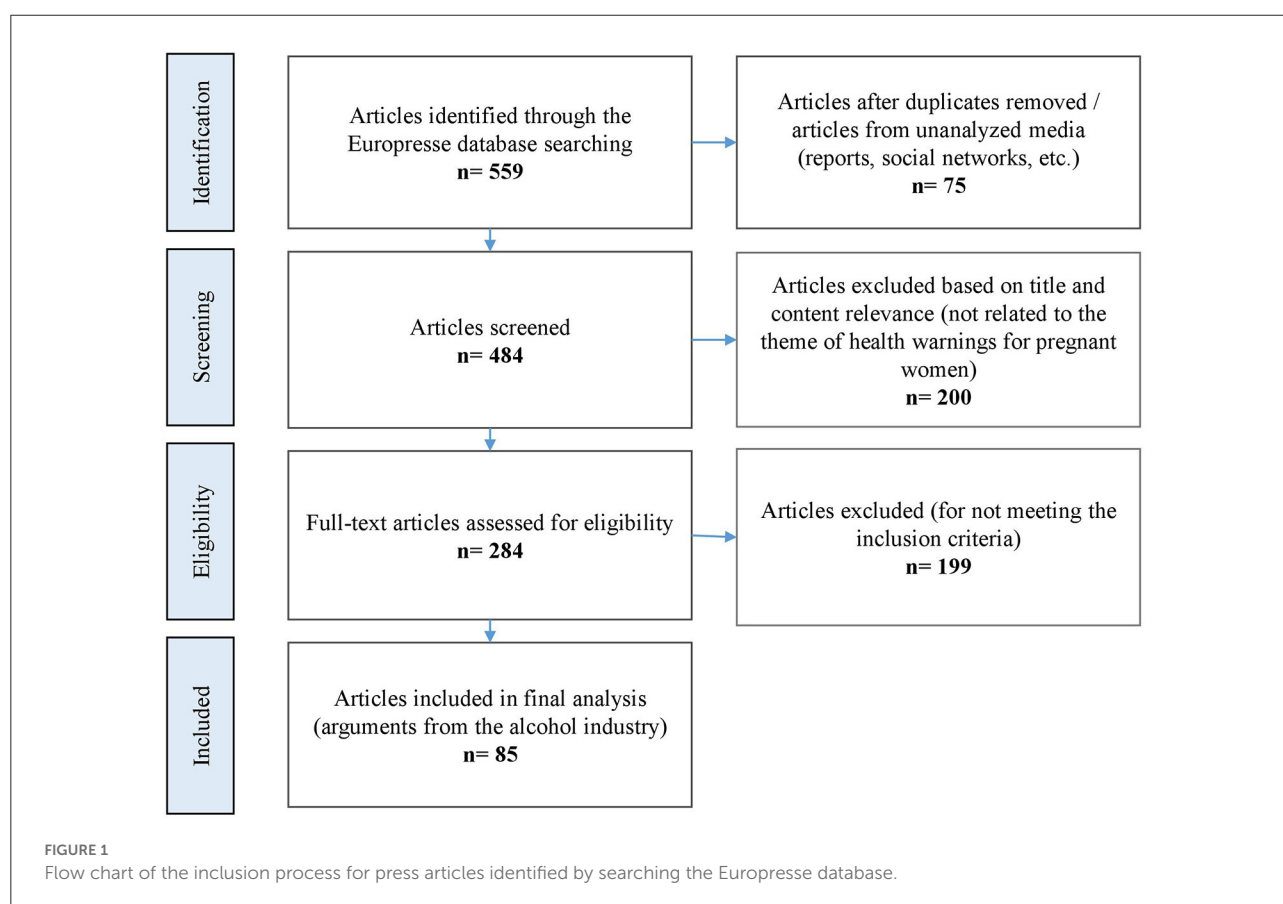 Identification
Articles identified through the
Europresse database searching
n= 559
Articles after duplicates removed /
articles from unanalyzed media
(reports, social networks, etc.)
n= 75
Screening
Articles screened
n= 484
Articles excluded based on title and
content relevance (not related to the
theme of health warnings for pregnant
women)
n= 200
Eligibility
Full-text articles assessed for eligibility
n= 284
Articles excluded (for not meeting the
inclusion criteria)
n= 199
Included
Articles included in final analysis
(arguments from the alcohol industry)
n= 85
FIGURE 1
Flow chart of the inclusion process for press articles identified by searching the Europresse database.